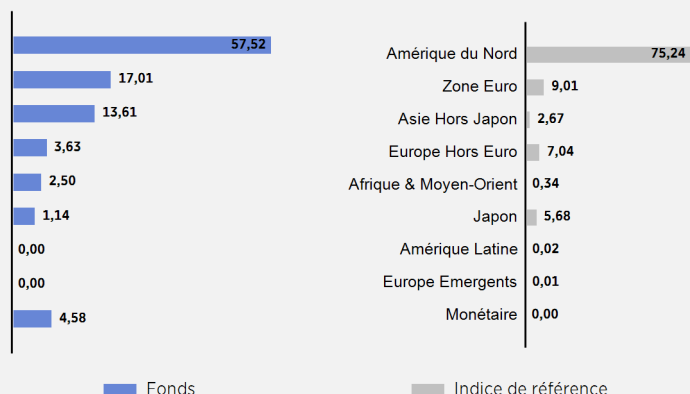 57,52
Amérique du Nord 75,24
17,01
Zone Euro 9,01
13,61
Asie Hors Japon 2,67
3,63
Europe Hors Euro 7,04
2,50
Afrique & Moyen-Orient 0,34
1,14
Japon 5,68
0,00
Amérique Latine 0,02
0,00
Europe Emergents 0,01
4,58
Monétaire 0,00
Fonds
Indice de référence